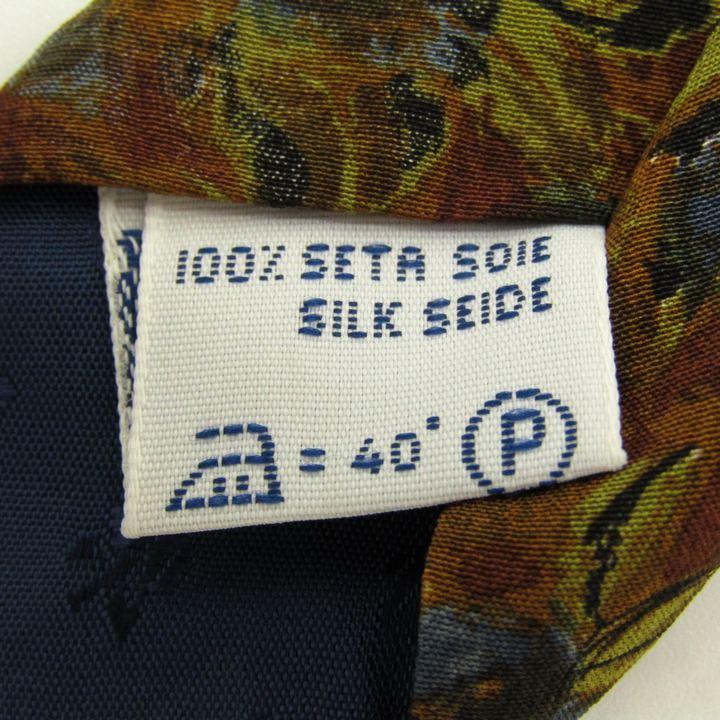 100% SETA SOIE
SILK SEIDE
= 40° P